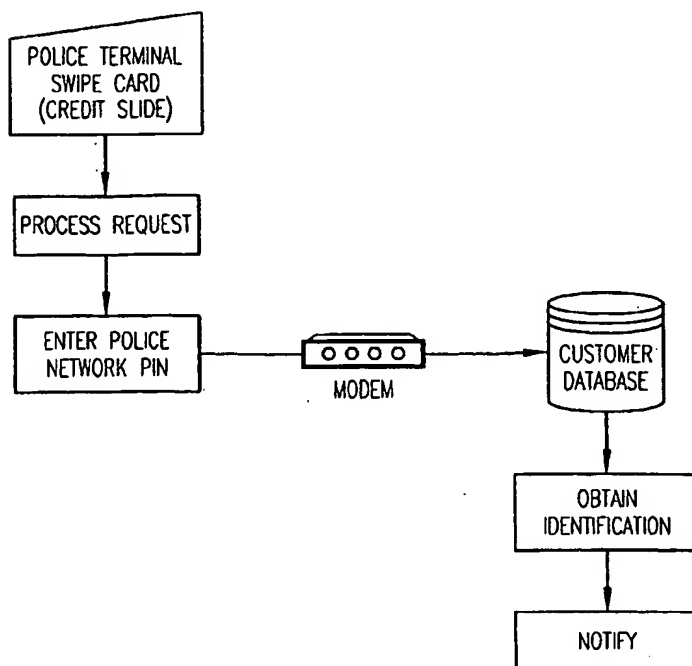 POLICE TERMINAL
SWIPE CARD
(CREDIT SLIDE)
PROCESS REQUEST
ENTER POLICE
NETWORK PIN
MODEM
CUSTOMER
DATABASE
OBTAIN
IDENTIFICATION
NOTIFY